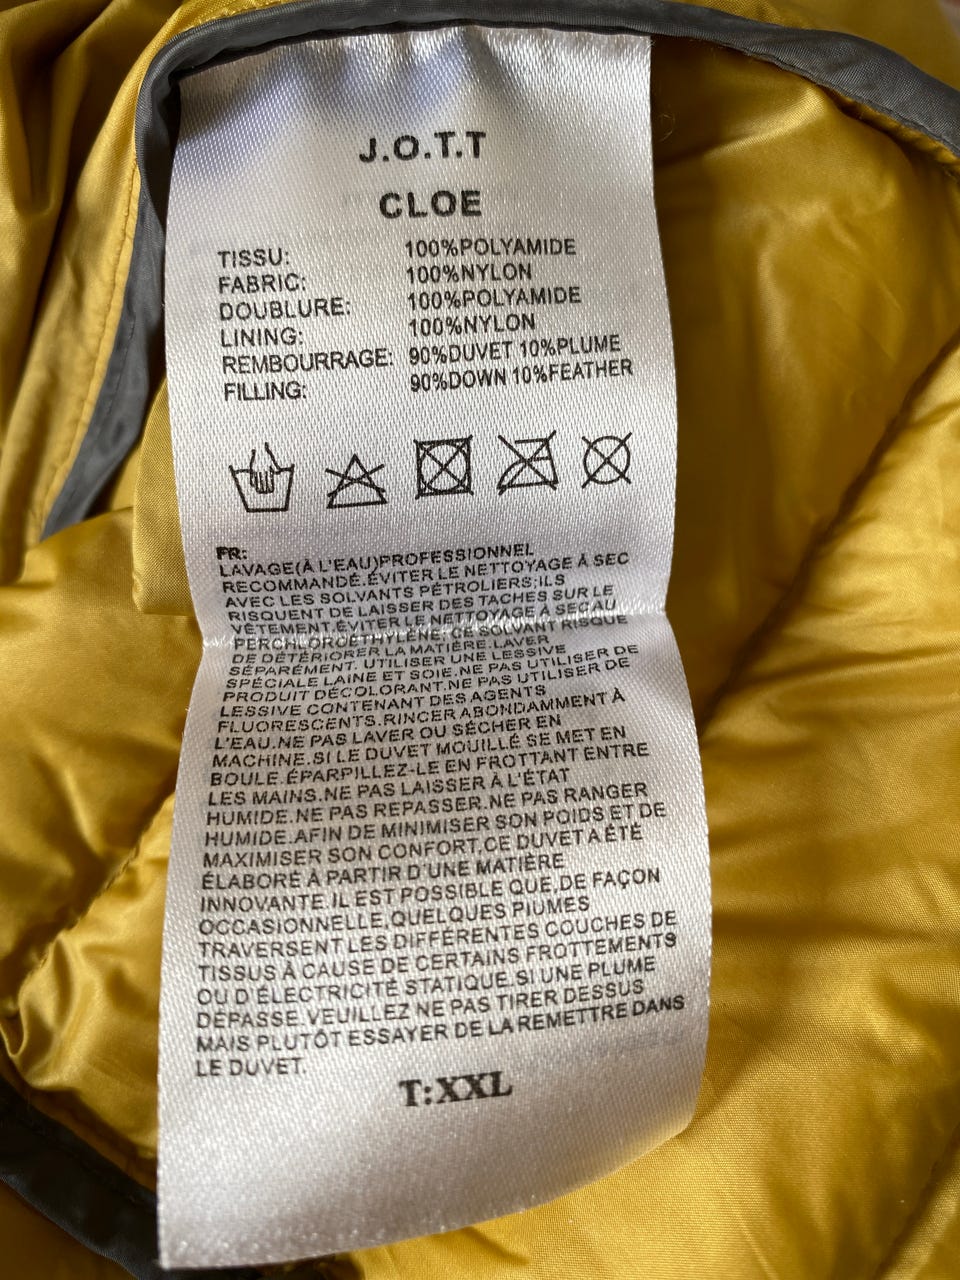 J.O.T.T
CLOE
TISSU: 100%POLYAMIDE
FABRIC: 100%NYLON
DOUBLURE: 100%POLYAMIDE
LINING: 100%NYLON
REMBOURRAGE: 90%DUVET 10%PLUME
FILLING: 90%DOWN 10%FEATHER
FR:
LAVAGE(À L'EAU)PROFESSIONNEL
RECOMMANDÉ.ÉVITER LE NETTOYAGE À SEC
AVEC LES SOLVANTS PÉTROLIERS;ILS
RISQUENT DE LAISSER DES TACHES SUR LE
VÊTEMENT.ÉVITER LE NETTOYAGE À SEC AU
PERCHLOROÉTHYLÈNE;CE SOLVANT RISQUE
DE DÉTÉRIORER LA MATIÈRE.LAVER
SÉPARÉMENT. UTILISER UNE LESSIVE
SPÉCIALE LAINE ET SOIE.NE PAS UTILISER DE
PRODUIT DÉCOLORANT.NE PAS UTILISER DE
LESSIVE CONTENANT DES AGENTS
FLUORESCENTS.RINCER ABONDAMMENT À
L'EAU.NE PAS LAVER OU SÉCHER EN
MACHINE.SI LE DUVET MOUILLÉ SE MET EN
BOULE.ÉPARPILLEZ-LE EN FROTTANT ENTRE
LES MAINS.NE PAS LAISSER À L'ÉTAT
HUMIDE.NE PAS REPASSER.NE PAS RANGER
HUMIDE.AFIN DE MINIMISER SON POIDS ET DE
MAXIMISER SON CONFORT,CE DUVET A ÉTÉ
ÉLABORÉ À PARTIR D'UNE MATIÈRE
INNOVANTE.IL EST POSSIBLE QUE,DE FAÇON
OCCASIONNELLE,QUELQUES PIUMES
TRAVERSENT LES DIFFÉRENTES COUCHES DE
TISSUS À CAUSE DE CERTAINS FROTTEMENTS
OU D'ÉLECTRICITÉ STATIQUE.SI UNE PLUME
DÉPASSE,VEUILLEZ NE PAS TIRER DESSUS
MAIS PLUTÔT ESSAYER DE LA REMETTRE DANS
LE DUVET.
T:XXL